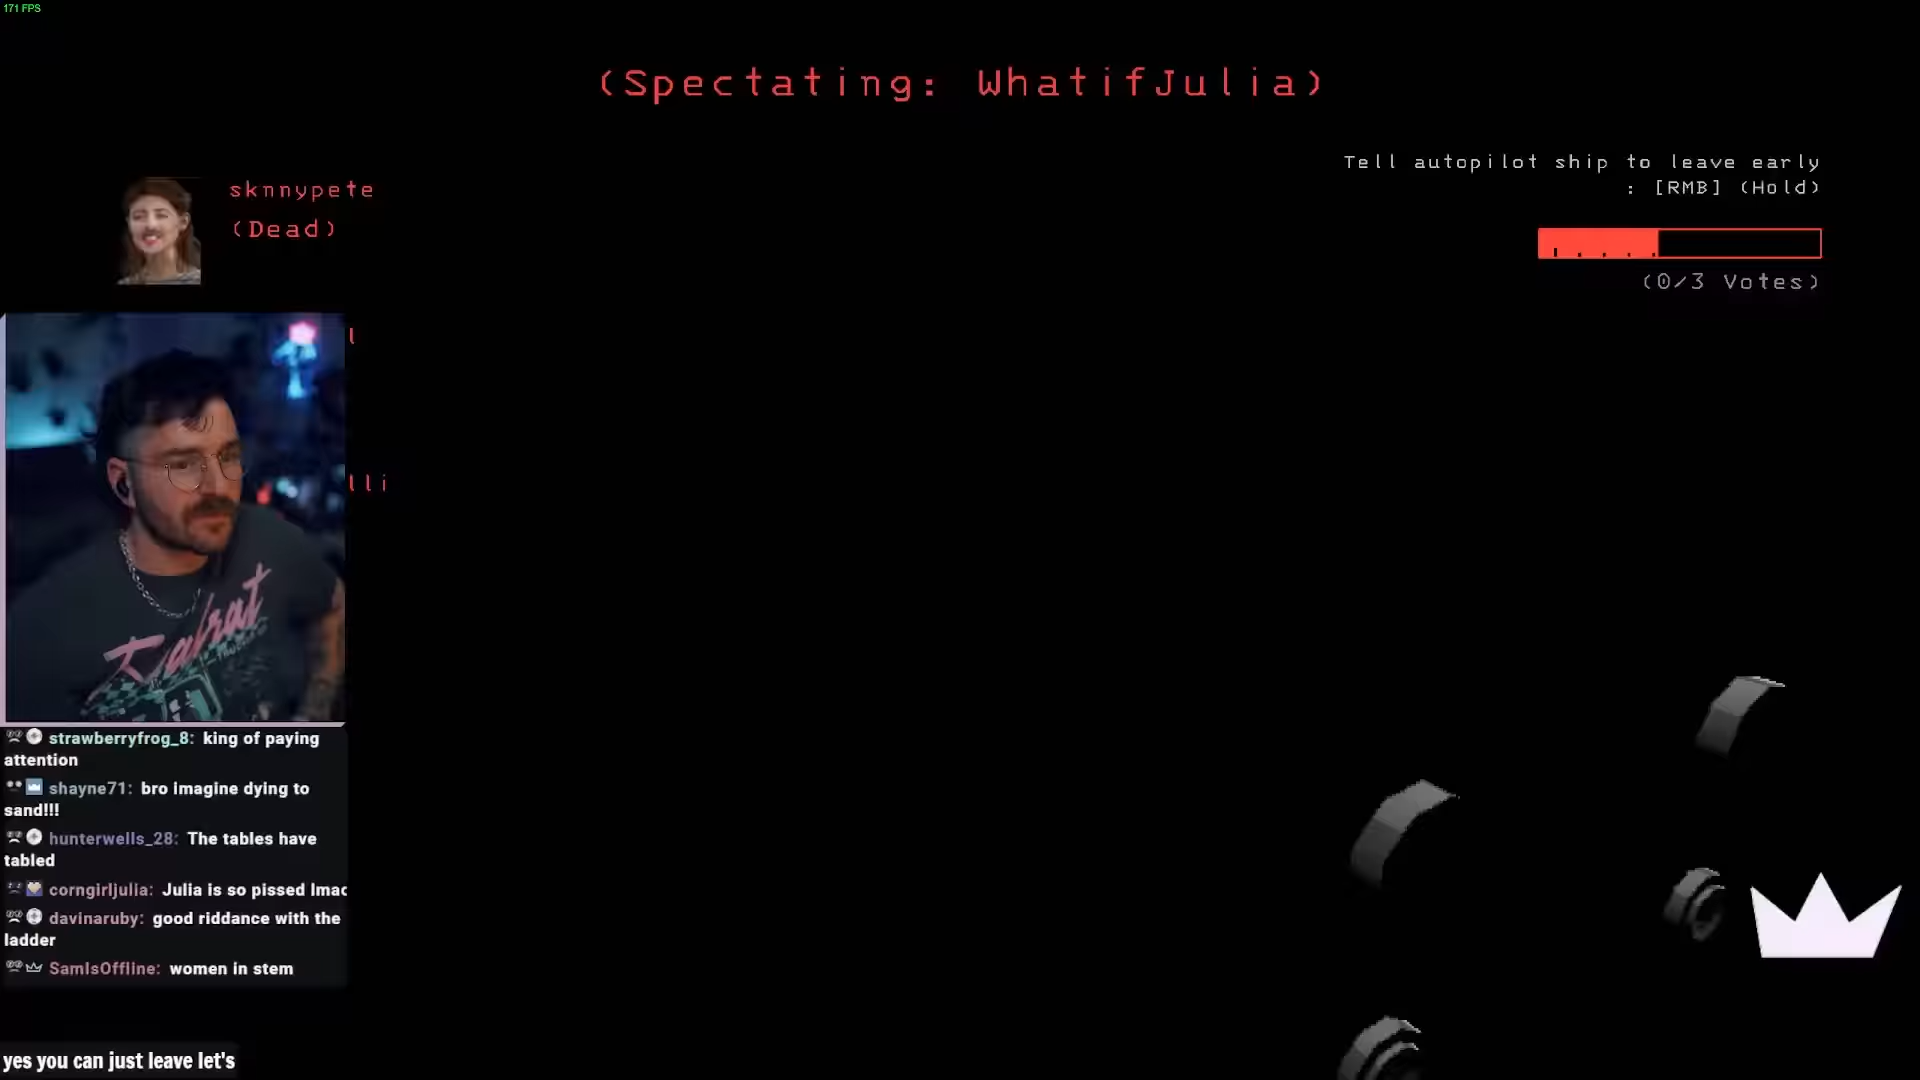 171 FPS
(Spectating: WhatifJulia)
Tell autopilot ship to leave early
: [RMB] (Hold)
(0/3 Votes)
sknnypete
(Dead)
l
lli
strawberryfrog_8: king of paying
attention
shayne71: bro imagine dying to
sand!!!
hunterwells_28: The tables have
tabled
corngirljulia: Julia is so pissed lmao
davinaruby: good riddance with the
ladder
SamIsOffline: women in stem
yes you can just leave let's